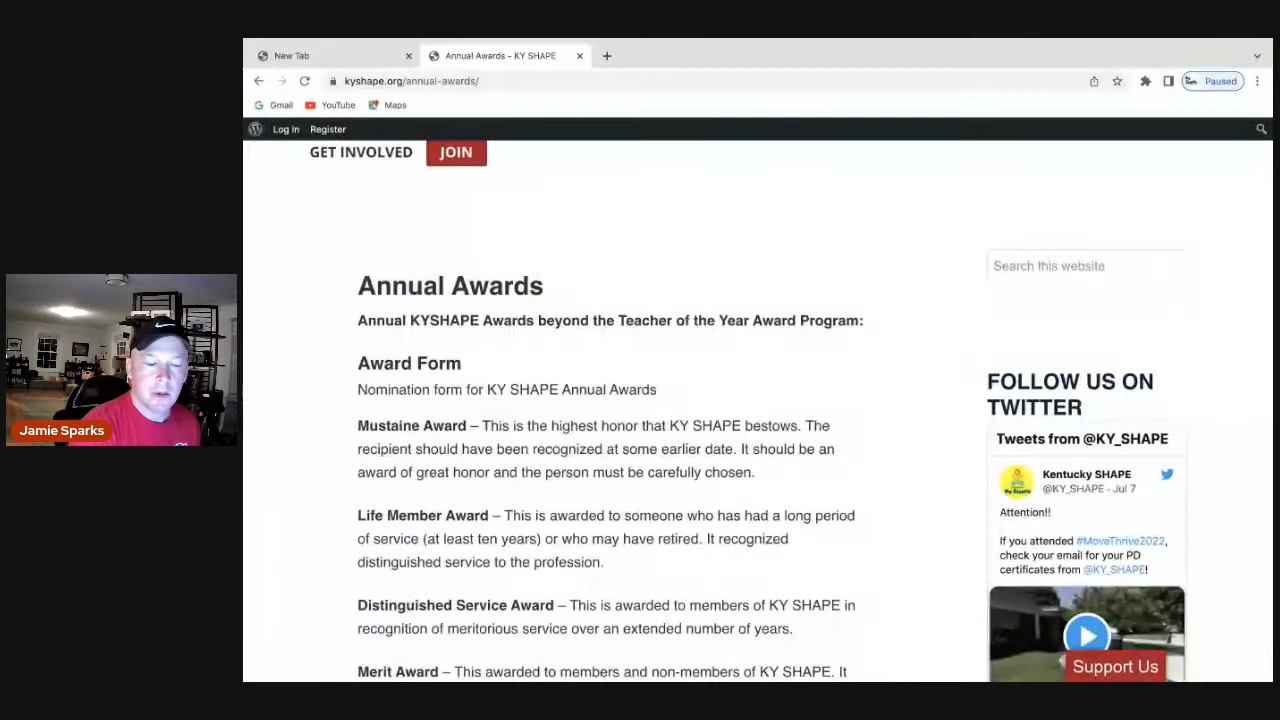 New Tab
Annual Awards - KY SHAPE
kyshape.org/annual-awards/
Paused
Gmail YouTube Maps
Log In Register
GET INVOLVED JOIN
Annual Awards
Annual KYSHAPE Awards beyond the Teacher of the Year Award Program:
Award Form
Nomination form for KY SHAPE Annual Awards
Mustaine Award – This is the highest honor that KY SHAPE bestows. The
recipient should have been recognized at some earlier date. It should be an
award of great honor and the person must be carefully chosen.
Life Member Award – This is awarded to someone who has had a long period
of service (at least ten years) or who may have retired. It recognized
distinguished service to the profession.
Distinguished Service Award – This is awarded to members of KY SHAPE in
recognition of meritorious service over an extended number of years.
Merit Award – This awarded to members and non-members of KY SHAPE. It
Search this website
FOLLOW US ON
TWITTER
Tweets from @KY_SHAPE
Kentucky SHAPE
@KY_SHAPE · Jul 7
Attention!!
If you attended #MoveThrive2022,
check your email for your PD
certificates from @KY_SHAPE!
Support Us
Jamie Sparks